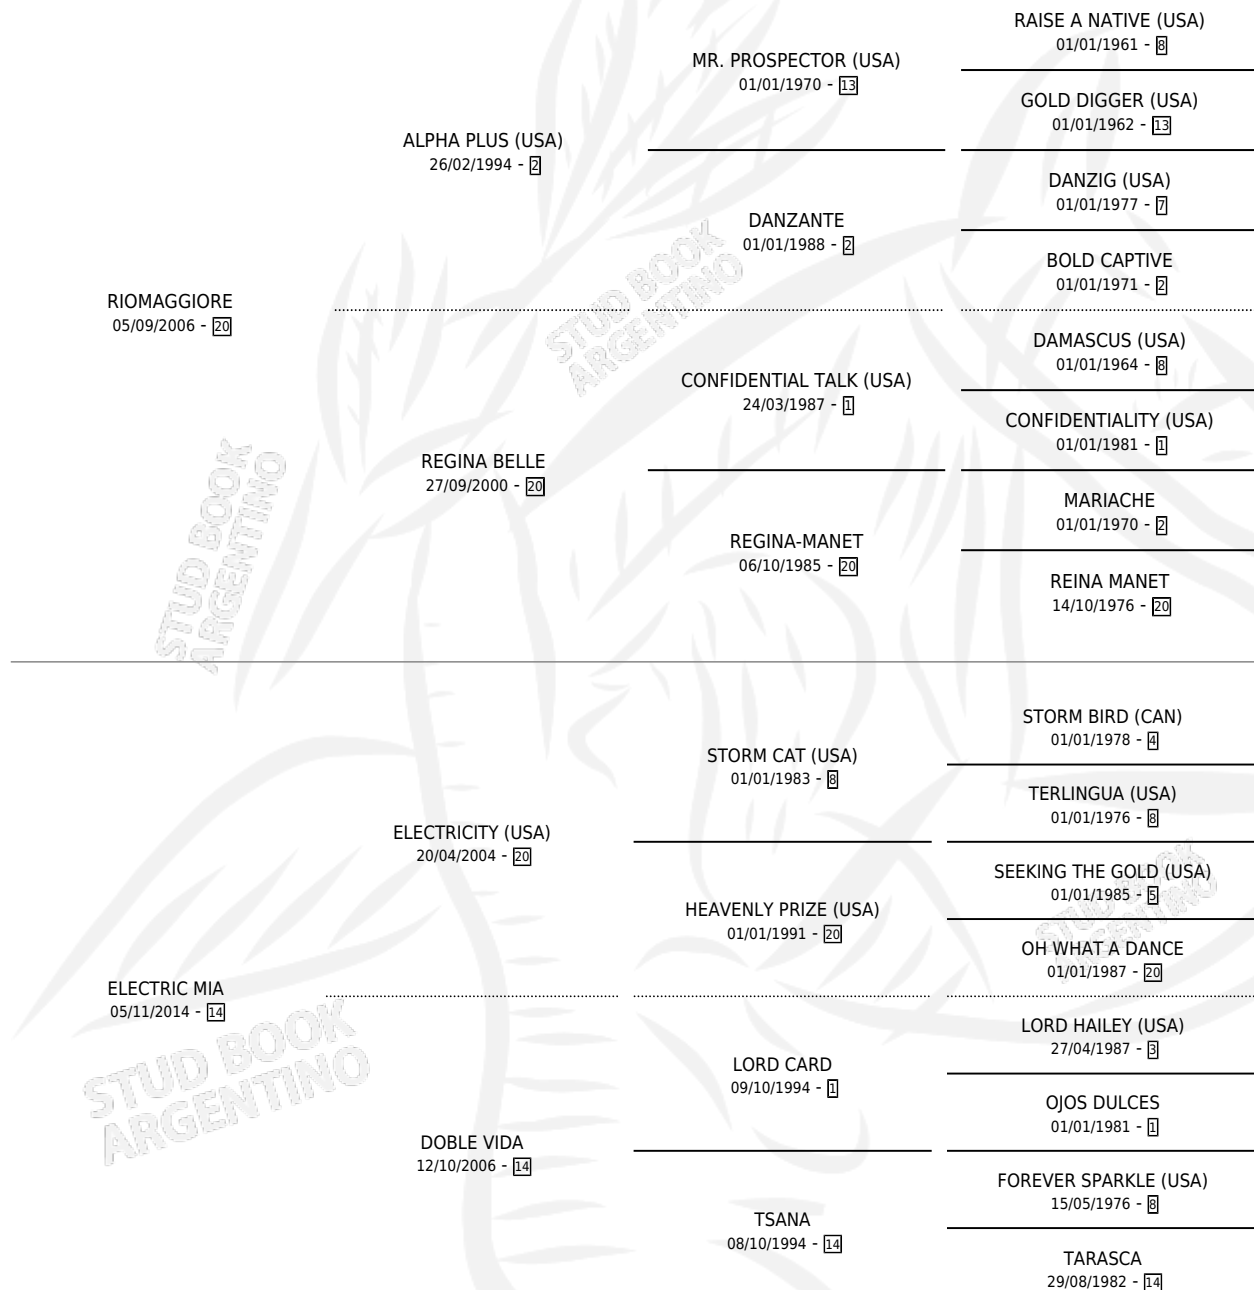 RAISE A NATIVE (USA)
01/01/1961 - 8
MR. PROSPECTOR (USA)
01/01/1970 - 13
GOLD DIGGER (USA)
01/01/1962 - 13
ALPHA PLUS (USA)
26/02/1994 - 2
DANZIG (USA)
01/01/1977 - 7
DANZANTE
01/01/1988 - 2
BOLD CAPTIVE
01/01/1971 - 2
STUD BOOK
ARGENTINO
RIOMAGGIORE
05/09/2006 - 20
DAMASCUS (USA)
01/01/1964 - 8
CONFIDENTIAL TALK (USA)
24/03/1987 - 1
CONFIDENTIALITY (USA)
01/01/1981 - 1
REGINA BELLE
27/09/2000 - 20
MARIACHE
01/01/1970 - 2
REGINA-MANET
06/10/1985 - 20
REINA MANET
14/10/1976 - 20
STUD BOOK
ARGENTINO
STORM BIRD (CAN)
01/01/1978 - 4
STORM CAT (USA)
01/01/1983 - 8
TERLINGUA (USA)
01/01/1976 - 8
ELECTRICITY (USA)
20/04/2004 - 20
SEEKING THE GOLD (USA)
01/01/1985 - 5
HEAVENLY PRIZE (USA)
01/01/1991 - 20
OH WHAT A DANCE
01/01/1987 - 20
STUD BOOK
ARGENTINO
ELECTRIC MIA
05/11/2014 - 14
LORD HAILEY (USA)
27/04/1987 - 3
LORD CARD
09/10/1994 - 1
OJOS DULCES
01/01/1981 - 1
STUD BOOK
ARGENTINO
DOBLE VIDA
12/10/2006 - 14
FOREVER SPARKLE (USA)
15/05/1976 - 8
TSANA
08/10/1994 - 14
TARASCA
29/08/1982 - 14